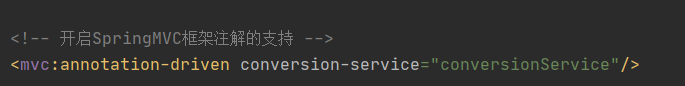 <!-- 开启SpringMVC框架注解的支持 -->
<mvc:annotation-driven conversion-service="conversionService"/>